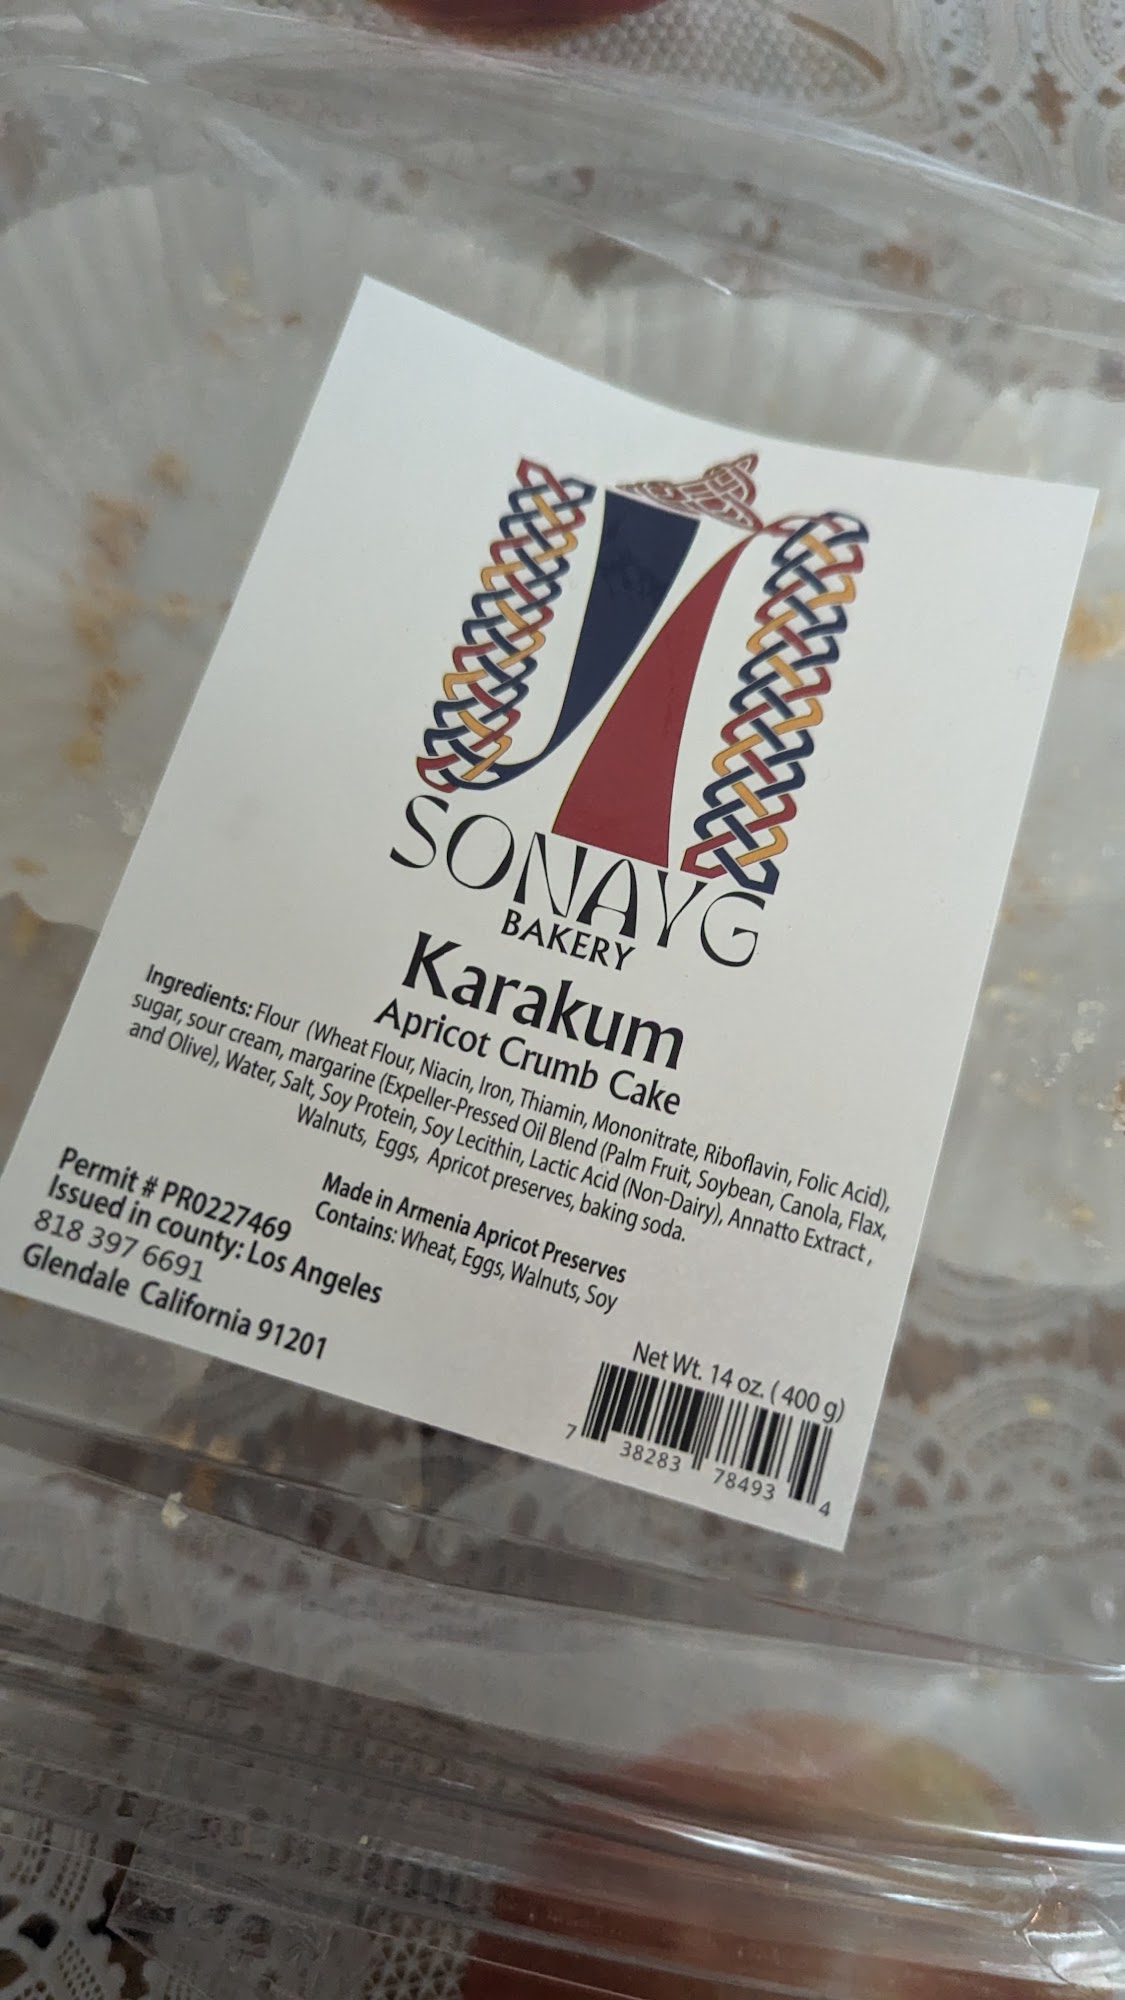 SONAYG
BAKERY
Karakum
Apricot Crumb Cake
Ingredients: Flour (Wheat Flour, Niacin, Iron, Thiamin, Mononitrate, Riboflavin, Folic Acid),
sugar, sour cream, margarine (Expeller-Pressed Oil Blend (Palm Fruit, Soybean, Canola, Flax,
and Olive), Water, Salt, Soy Protein, Soy Lecithin, Lactic Acid (Non-Dairy), Annatto Extract,
Walnuts, Eggs, Apricot preserves, baking soda.
Made in Armenia Apricot Preserves
Contains: Wheat, Eggs, Walnuts, Soy
Permit # PR0227469
Issued in county: Los Angeles
818 397 6691
Glendale California 91201
Net Wt. 14 oz. ( 400 g)
7 38283 78493 4